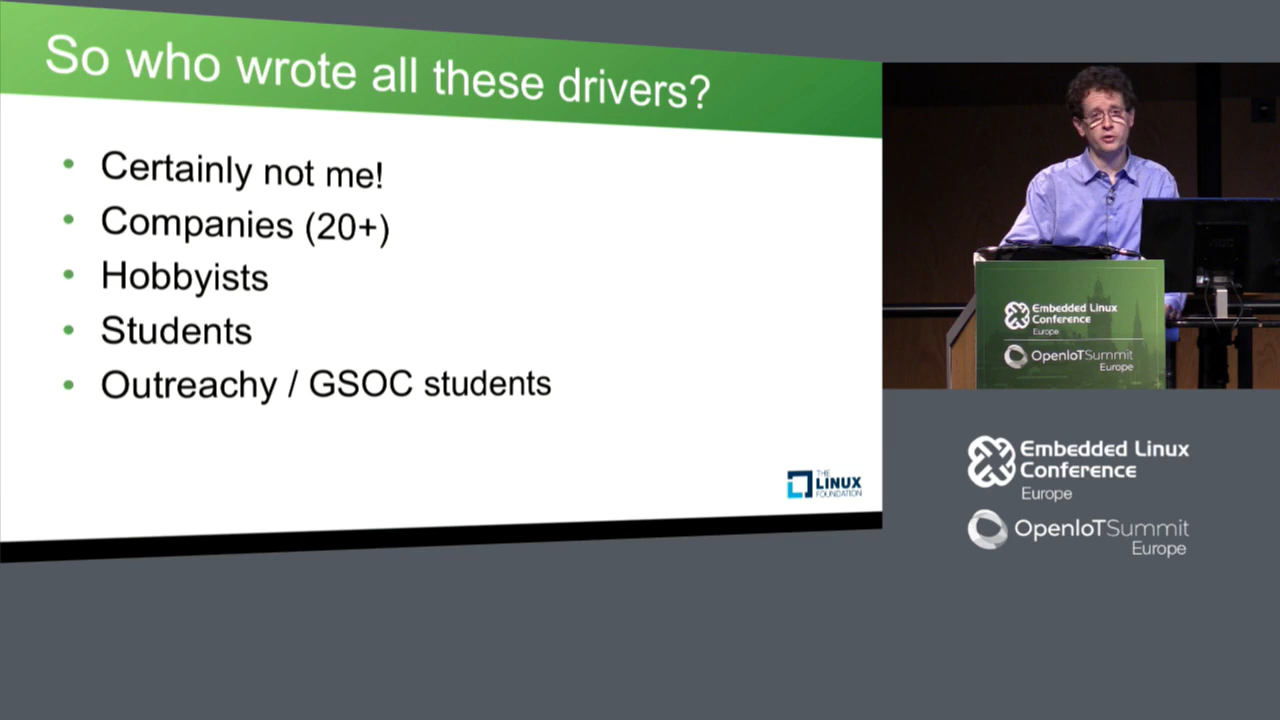 So who wrote all these drivers?
• Certainly not me!
• Companies (20+)
• Hobbyists
• Students
• Outreachy / GSOC students
THE
LINUX
FOUNDATION
Embedded Linux
Conference
Europe
OpenIoTSummit
Europe
Embedded Linux
Conference
Europe
OpenIoTSummit
Europe